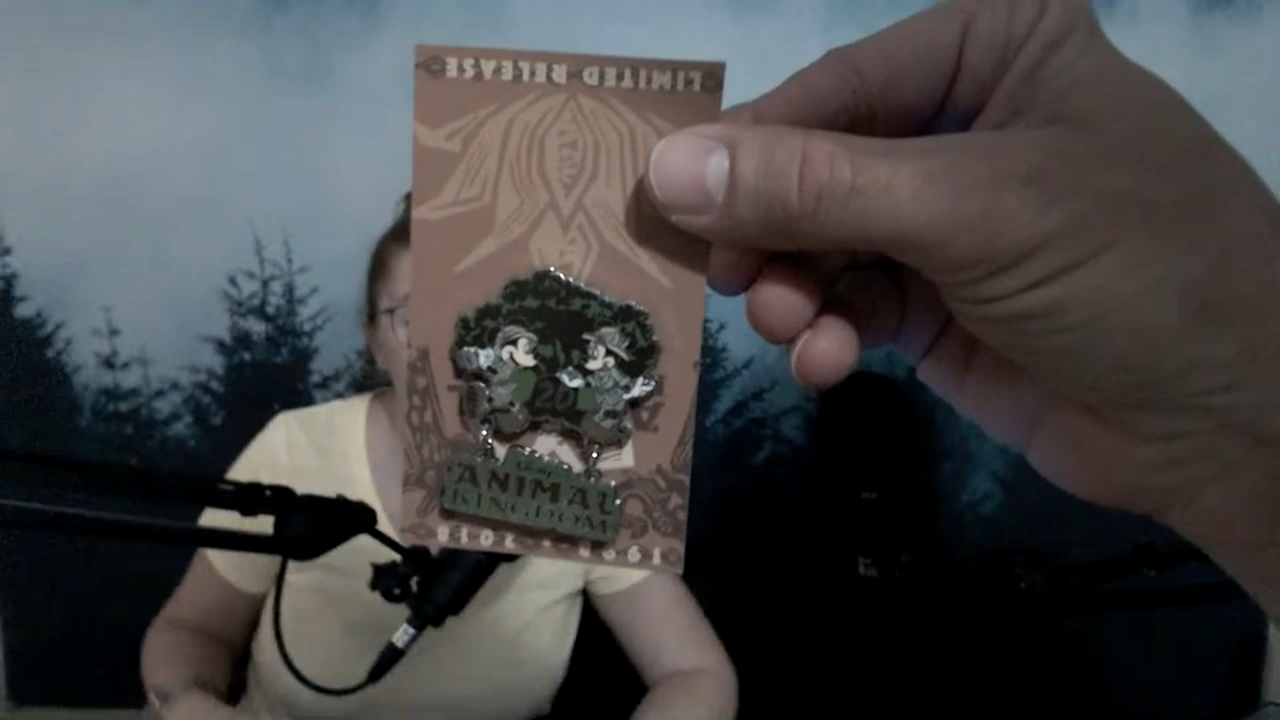 LIMITED RELEASE
20
ANIMAL
KINGDOM
1998 - 2018